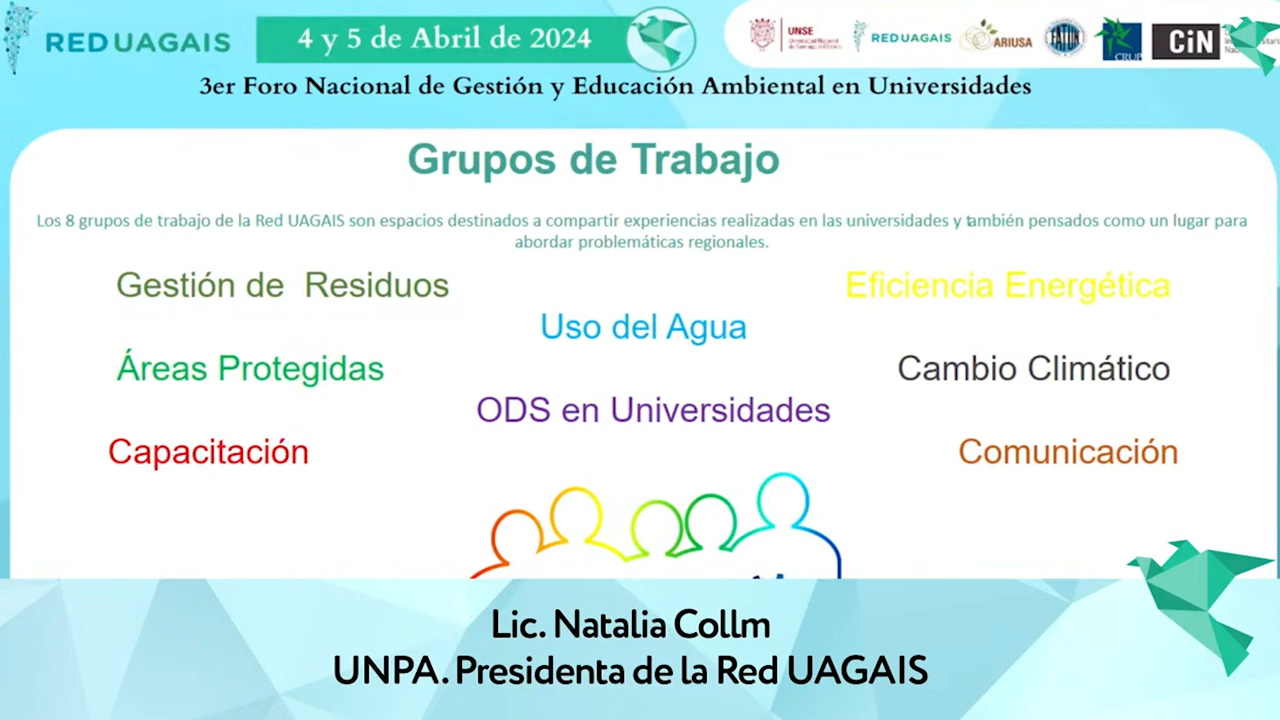 REDUAGAIS
4 y 5 de Abril de 2024
UNSE
REDUAGAIS
ARIUSA
CRUP
CiN
3er Foro Nacional de Gestión y Educación Ambiental en Universidades
Grupos de Trabajo
Los 8 grupos de trabajo de la Red UAGAIS son espacios destinados a compartir experiencias realizadas en las universidades y también pensados como un lugar para
abordar problemáticas regionales.
Gestión de Residuos
Eficiencia Energética
Uso del Agua
Áreas Protegidas
Cambio Climático
ODS en Universidades
Capacitación
Comunicación
Lic. Natalia Collm
UNPA. Presidenta de la Red UAGAIS